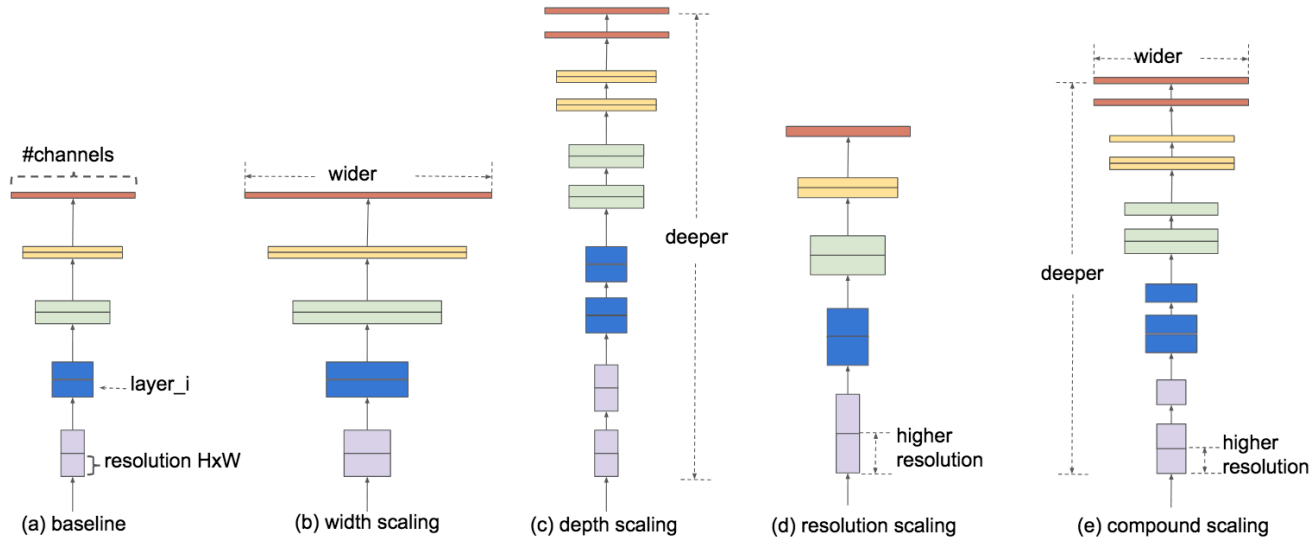 #channels
layer_i
resolution HxW
(a) baseline
wider
(b) width scaling
deeper
(c) depth scaling
higher
resolution
(d) resolution scaling
wider
deeper
higher
resolution
(e) compound scaling